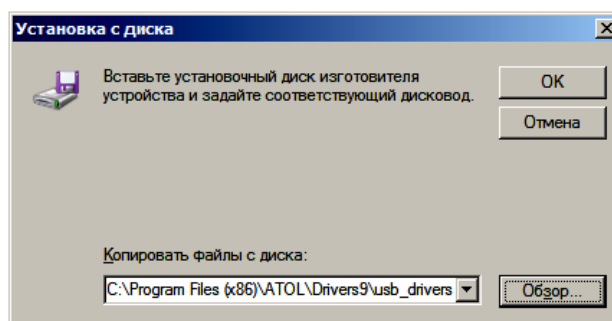 Установка с диска
Вставьте установочный диск изготовителя
устройства и задайте соответствующий дисковод.
OK
Отмена
Копировать файлы с диска:
C:\Program Files (x86)\ATOL\Drivers9\usb_drivers
Обзор...